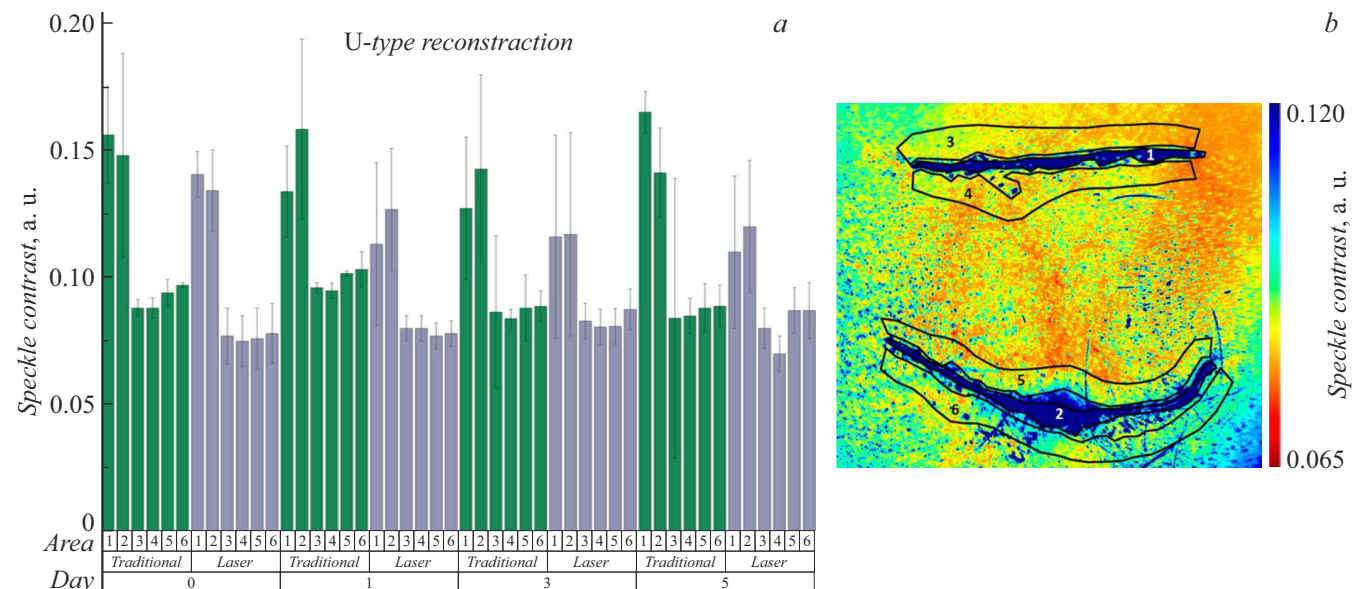 a
b
U-type reconstraction
Speckle contrast, a. u.
0.20
0.15
0.10
0.05
0
Area 1 2 3 4 5 6 1 2 3 4 5 6 1 2 3 4 5 6 1 2 3 4 5 6 1 2 3 4 5 6 1 2 3 4 5 6 1 2 3 4 5 6 1 2 3 4 5 6
Traditional Laser Traditional Laser Traditional Laser Traditional Laser
Day 0 1 3 5
3
1
4
5
2
6
0.120
Speckle contrast, a. u.
0.065